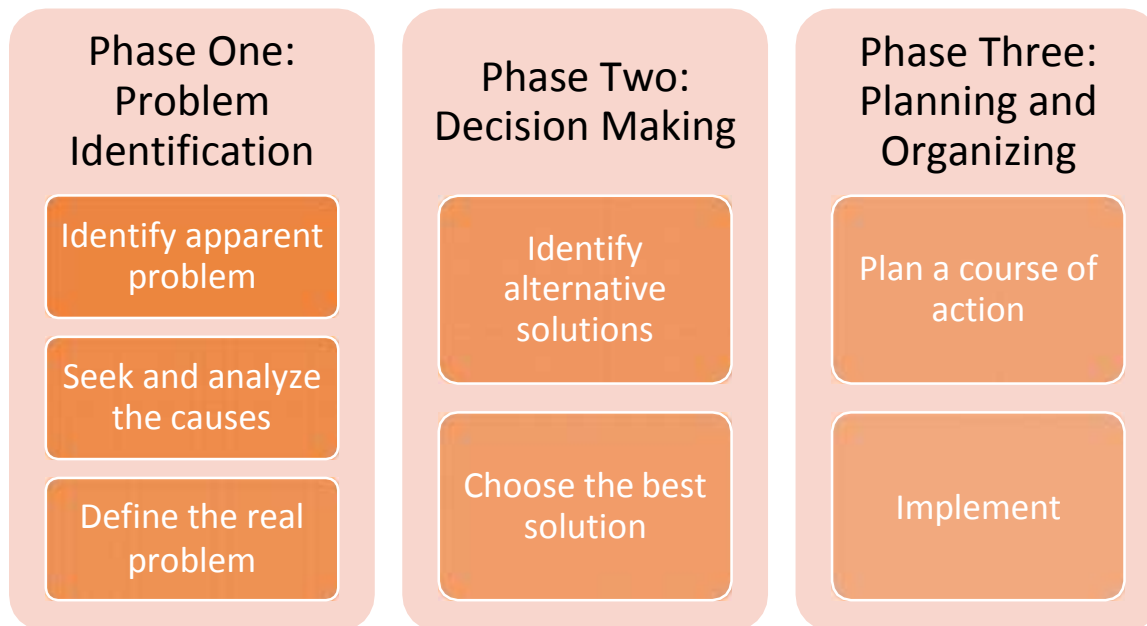 Phase One:
Problem
Identification
Identify apparent
problem
Seek and analyze
the causes
Define the real
problem
Phase Two:
Decision Making
Identify
alternative
solutions
Choose the best
solution
Phase Three:
Planning and
Organizing
Plan a course of
action
Implement